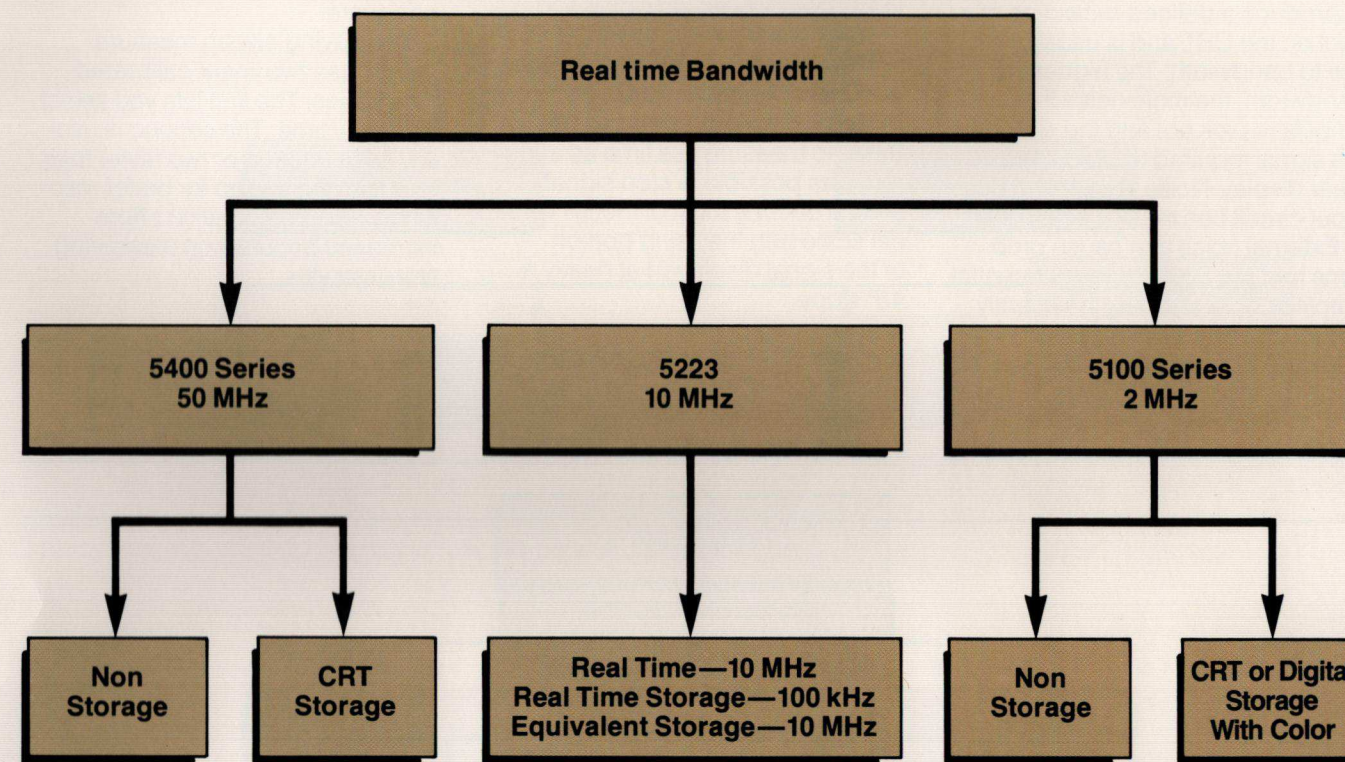 Real time Bandwidth
5400 Series
50 MHz
5223
10 MHz
5100 Series
2 MHz
Non
Storage
CRT
Storage
Real Time—10 MHz
Real Time Storage—100 kHz
Equivalent Storage—10 MHz
Non
Storage
CRT or Digita
Storage
With Color